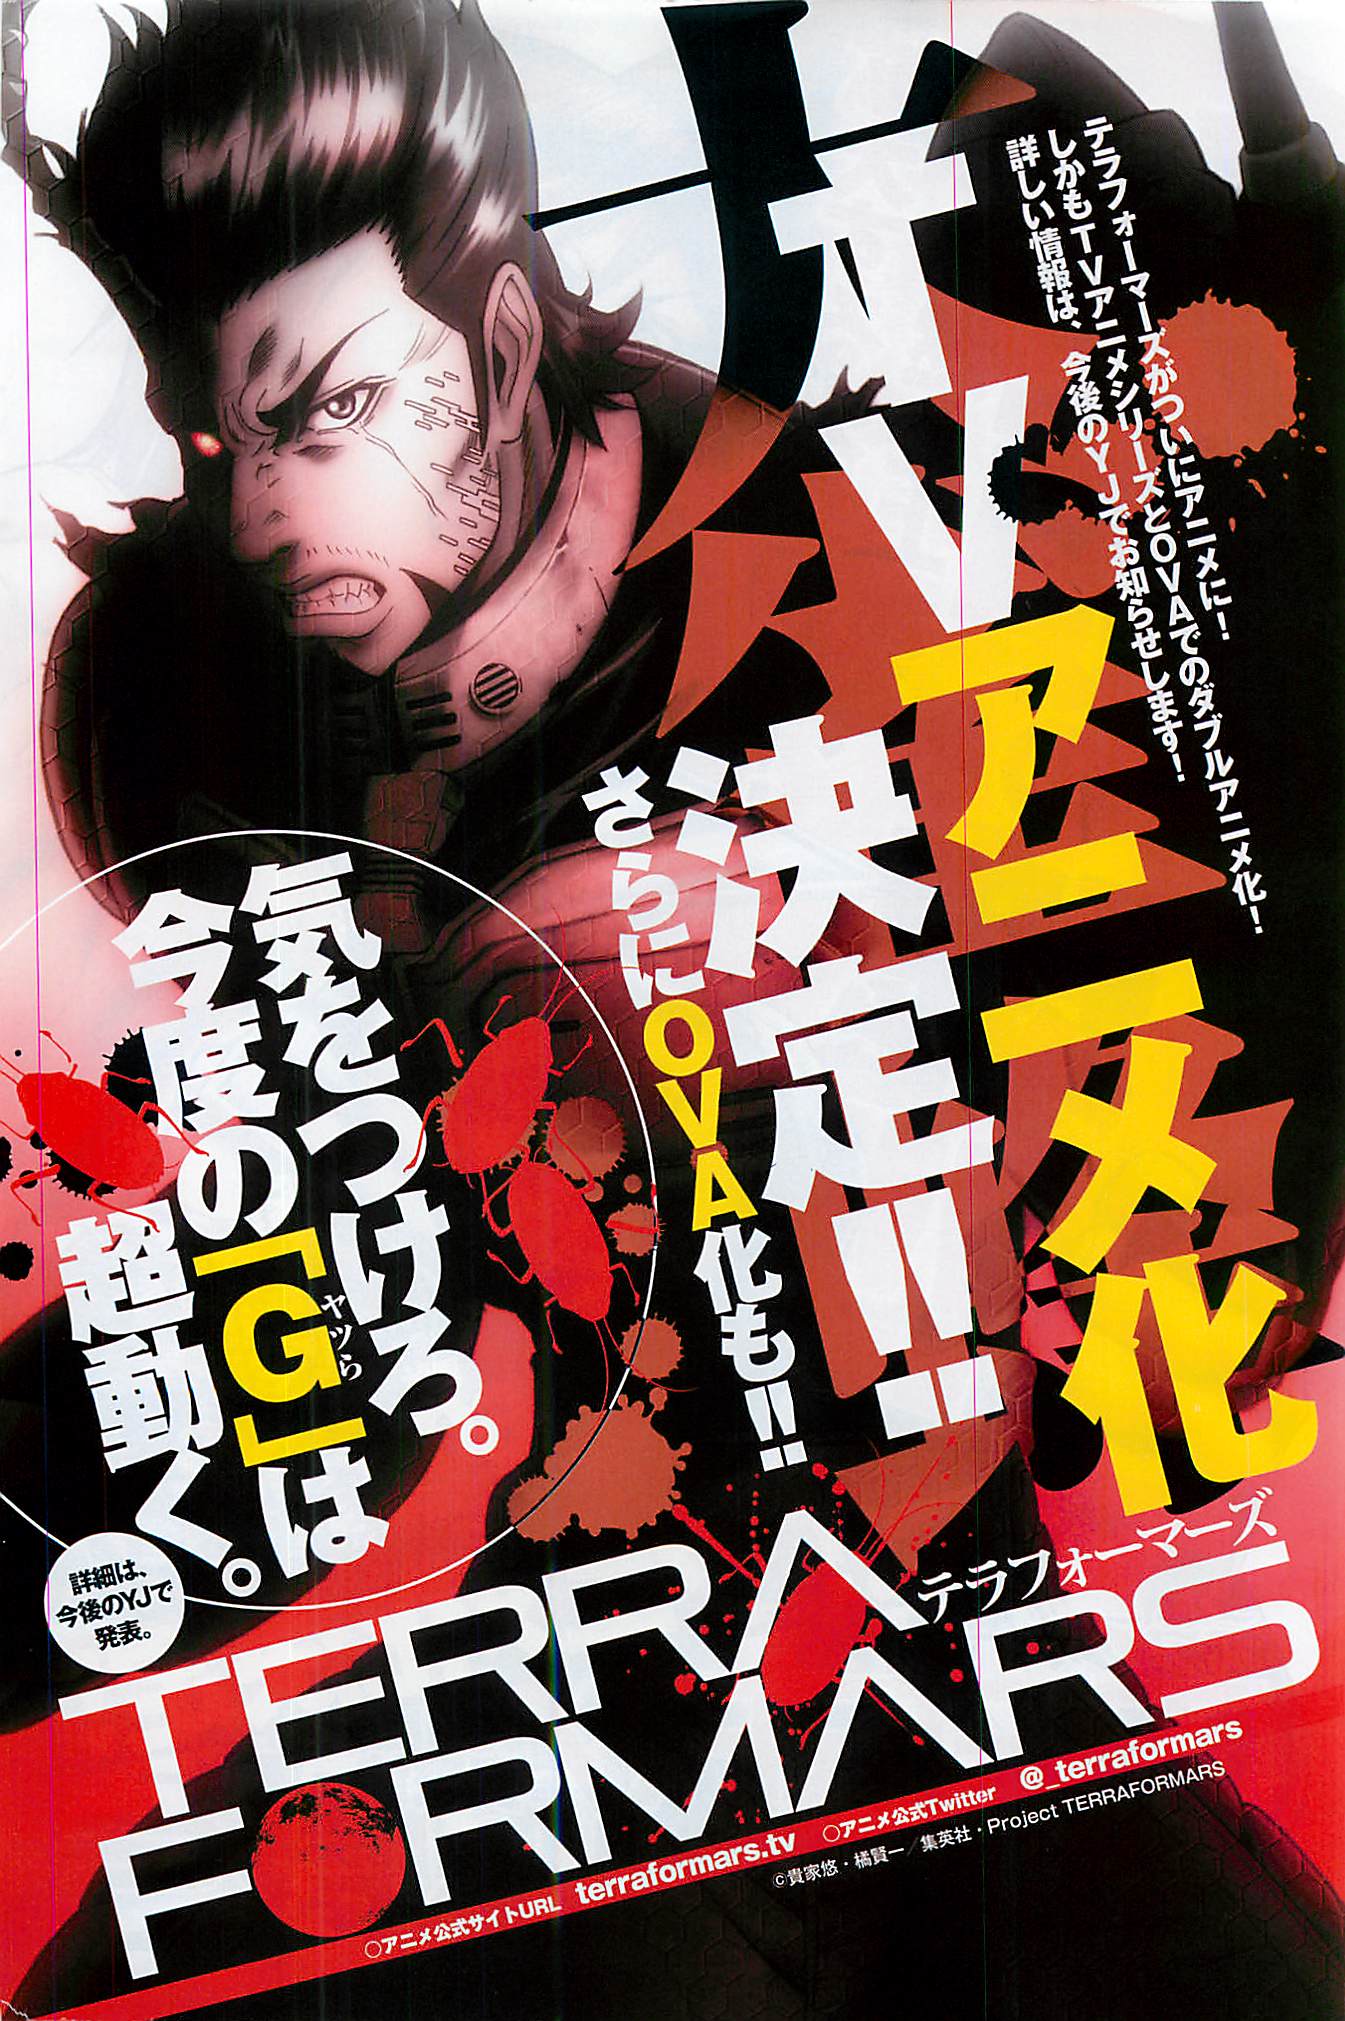 テラフォーマーズがついにアニメに!
しかもTVアニメシリーズとOVAでのダブルアニメ化!
詳しい情報は、今後のYJでお知らせします!
TVアニメ化
決定!!
さらにOVA化も!!
気をつけろ。
今度の「G」は
ヤツら
超動く。
詳細は、
今後のYJで
発表。
テラフォーマーズ
TERRA
FORMARS
○アニメ公式サイトURL terraformars.tv ○アニメ公式Twitter @_terraformars
©貴家悠・橘賢一/集英社・Project TERRAFORMARS